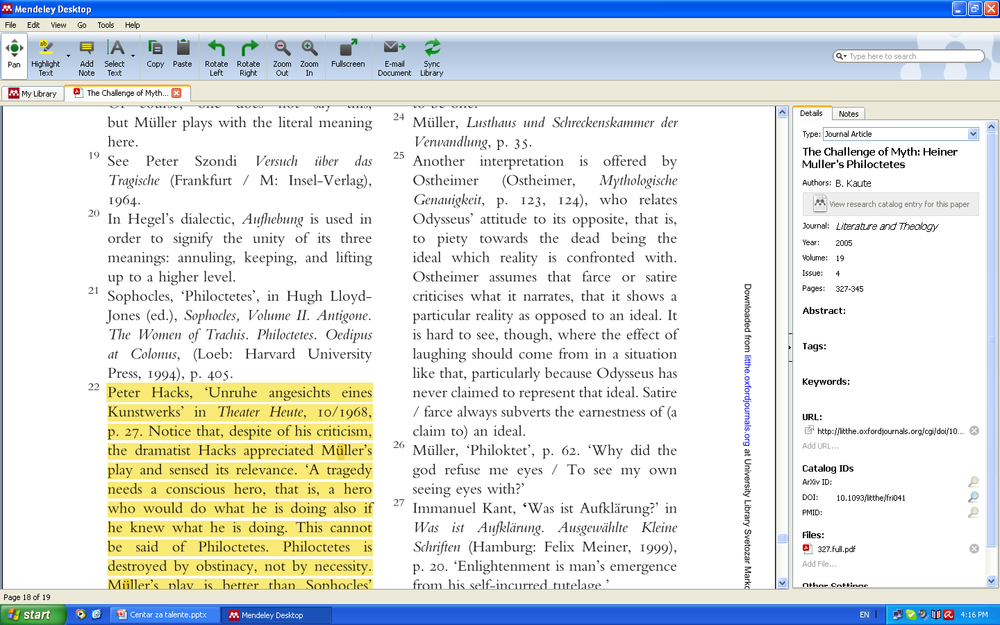 Mendeley Desktop
File Edit View Go Tools Help
Pan
Highlight Text
Add Note
Select Text
Copy
Paste
Rotate Left
Rotate Right
Zoom Out
Zoom In
Fullscreen
E-mail Document
Sync Library
Type here to search
My Library
The Challenge of Myth...
Of course, one does not say this,
but Müller plays with the literal meaning
here.
19 See Peter Szondi Versuch über das
Tragische (Frankfurt / M: Insel-Verlag),
1964.
20 In Hegel's dialectic, Aufhebung is used in
order to signify the unity of its three
meanings: annuling, keeping, and lifting
up to a higher level.
21 Sophocles, ‘Philoctetes’, in Hugh Lloyd-
Jones (ed.), Sophocles, Volume II. Antigone.
The Women of Trachis. Philoctetes. Oedipus
at Colonus, (Loeb: Harvard University
Press, 1994), p. 405.
22 Peter Hacks, ‘Unruhe angesichts eines
Kunstwerks’ in Theater Heute, 10/1968,
p. 27. Notice that, despite of his criticism,
the dramatist Hacks appreciated Müller's
play and sensed its relevance. ‘A tragedy
needs a conscious hero, that is, a hero
who would do what he is doing also if
he knew what he is doing. This cannot
be said of Philoctetes. Philoctetes is
destroyed by obstinacy, not by necessity.
Müller's play is better than Sophocles'
to be one.
24 Müller, Lusthaus und Schreckenskammer der
Verwandlung, p. 35.
25 Another interpretation is offered by
Ostheimer (Ostheimer, Mythologische
Genauigkeit, p. 123, 124), who relates
Odysseus' attitude to its opposite, that is,
to piety towards the dead being the
ideal which reality is confronted with.
Ostheimer assumes that farce or satire
criticises what it narrates, that it shows a
particular reality as opposed to an ideal. It
is hard to see, though, where the effect of
laughing should come from in a situation
like that, particularly because Odysseus has
never claimed to represent that ideal. Satire
/ farce always subverts the earnestness of (a
claim to) an ideal.
26 Müller, ‘Philoktet’, p. 62. ‘Why did the
god refuse me eyes / To see my own
seeing eyes with?’
27 Immanuel Kant, ‘Was ist Aufklärung?’ in
Was ist Aufklärung. Ausgewählte Kleine
Schriften (Hamburg: Felix Meiner, 1999),
p. 20. ‘Enlightenment is man's emergence
from his self-incurred tutelage.’
Downloaded from litthe.oxfordjournals.org at University Library Svetozar Marko
Details Notes
Type: Journal Article
The Challenge of Myth: Heiner
Muller's Philoctetes
Authors: B. Kaute
View research catalog entry for this paper
Journal: Literature and Theology
Year: 2005
Volume: 19
Issue: 4
Pages: 327-345
Abstract:
Tags:
Keywords:
URL:
http://litthe.oxfordjournals.org/cgi/doi/10...
Add URL...
Catalog IDs
ArXiv ID:
DOI: 10.1093/litthe/fri041
PMID:
Files:
327.full.pdf
Add File...
Other Settings
Page 18 of 19
start
Centar za talente.pptx
Mendeley Desktop
EN
4:16 PM